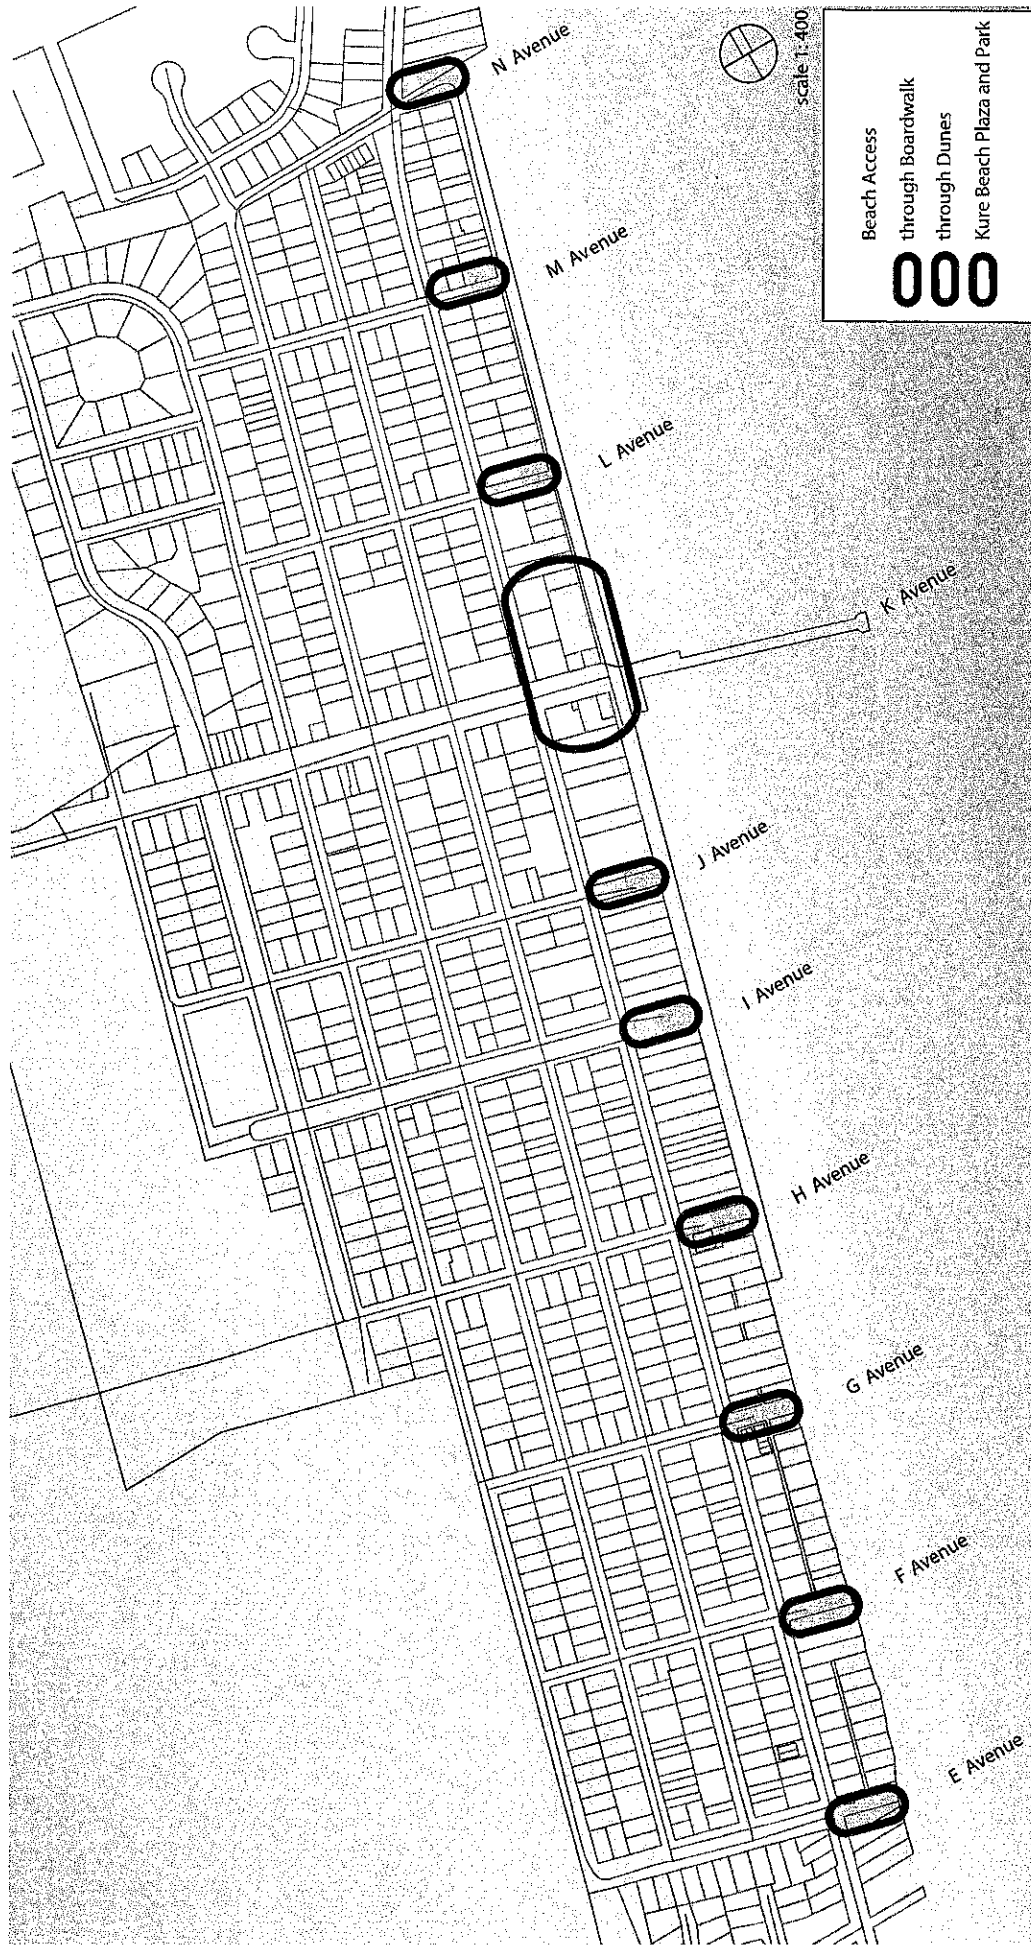 N Avenue
M Avenue
L Avenue
K Avenue
J Avenue
I Avenue
H Avenue
G Avenue
F Avenue
E Avenue
scale 1: 400
Beach Access
through Boardwalk
through Dunes
Kure Beach Plaza and Park